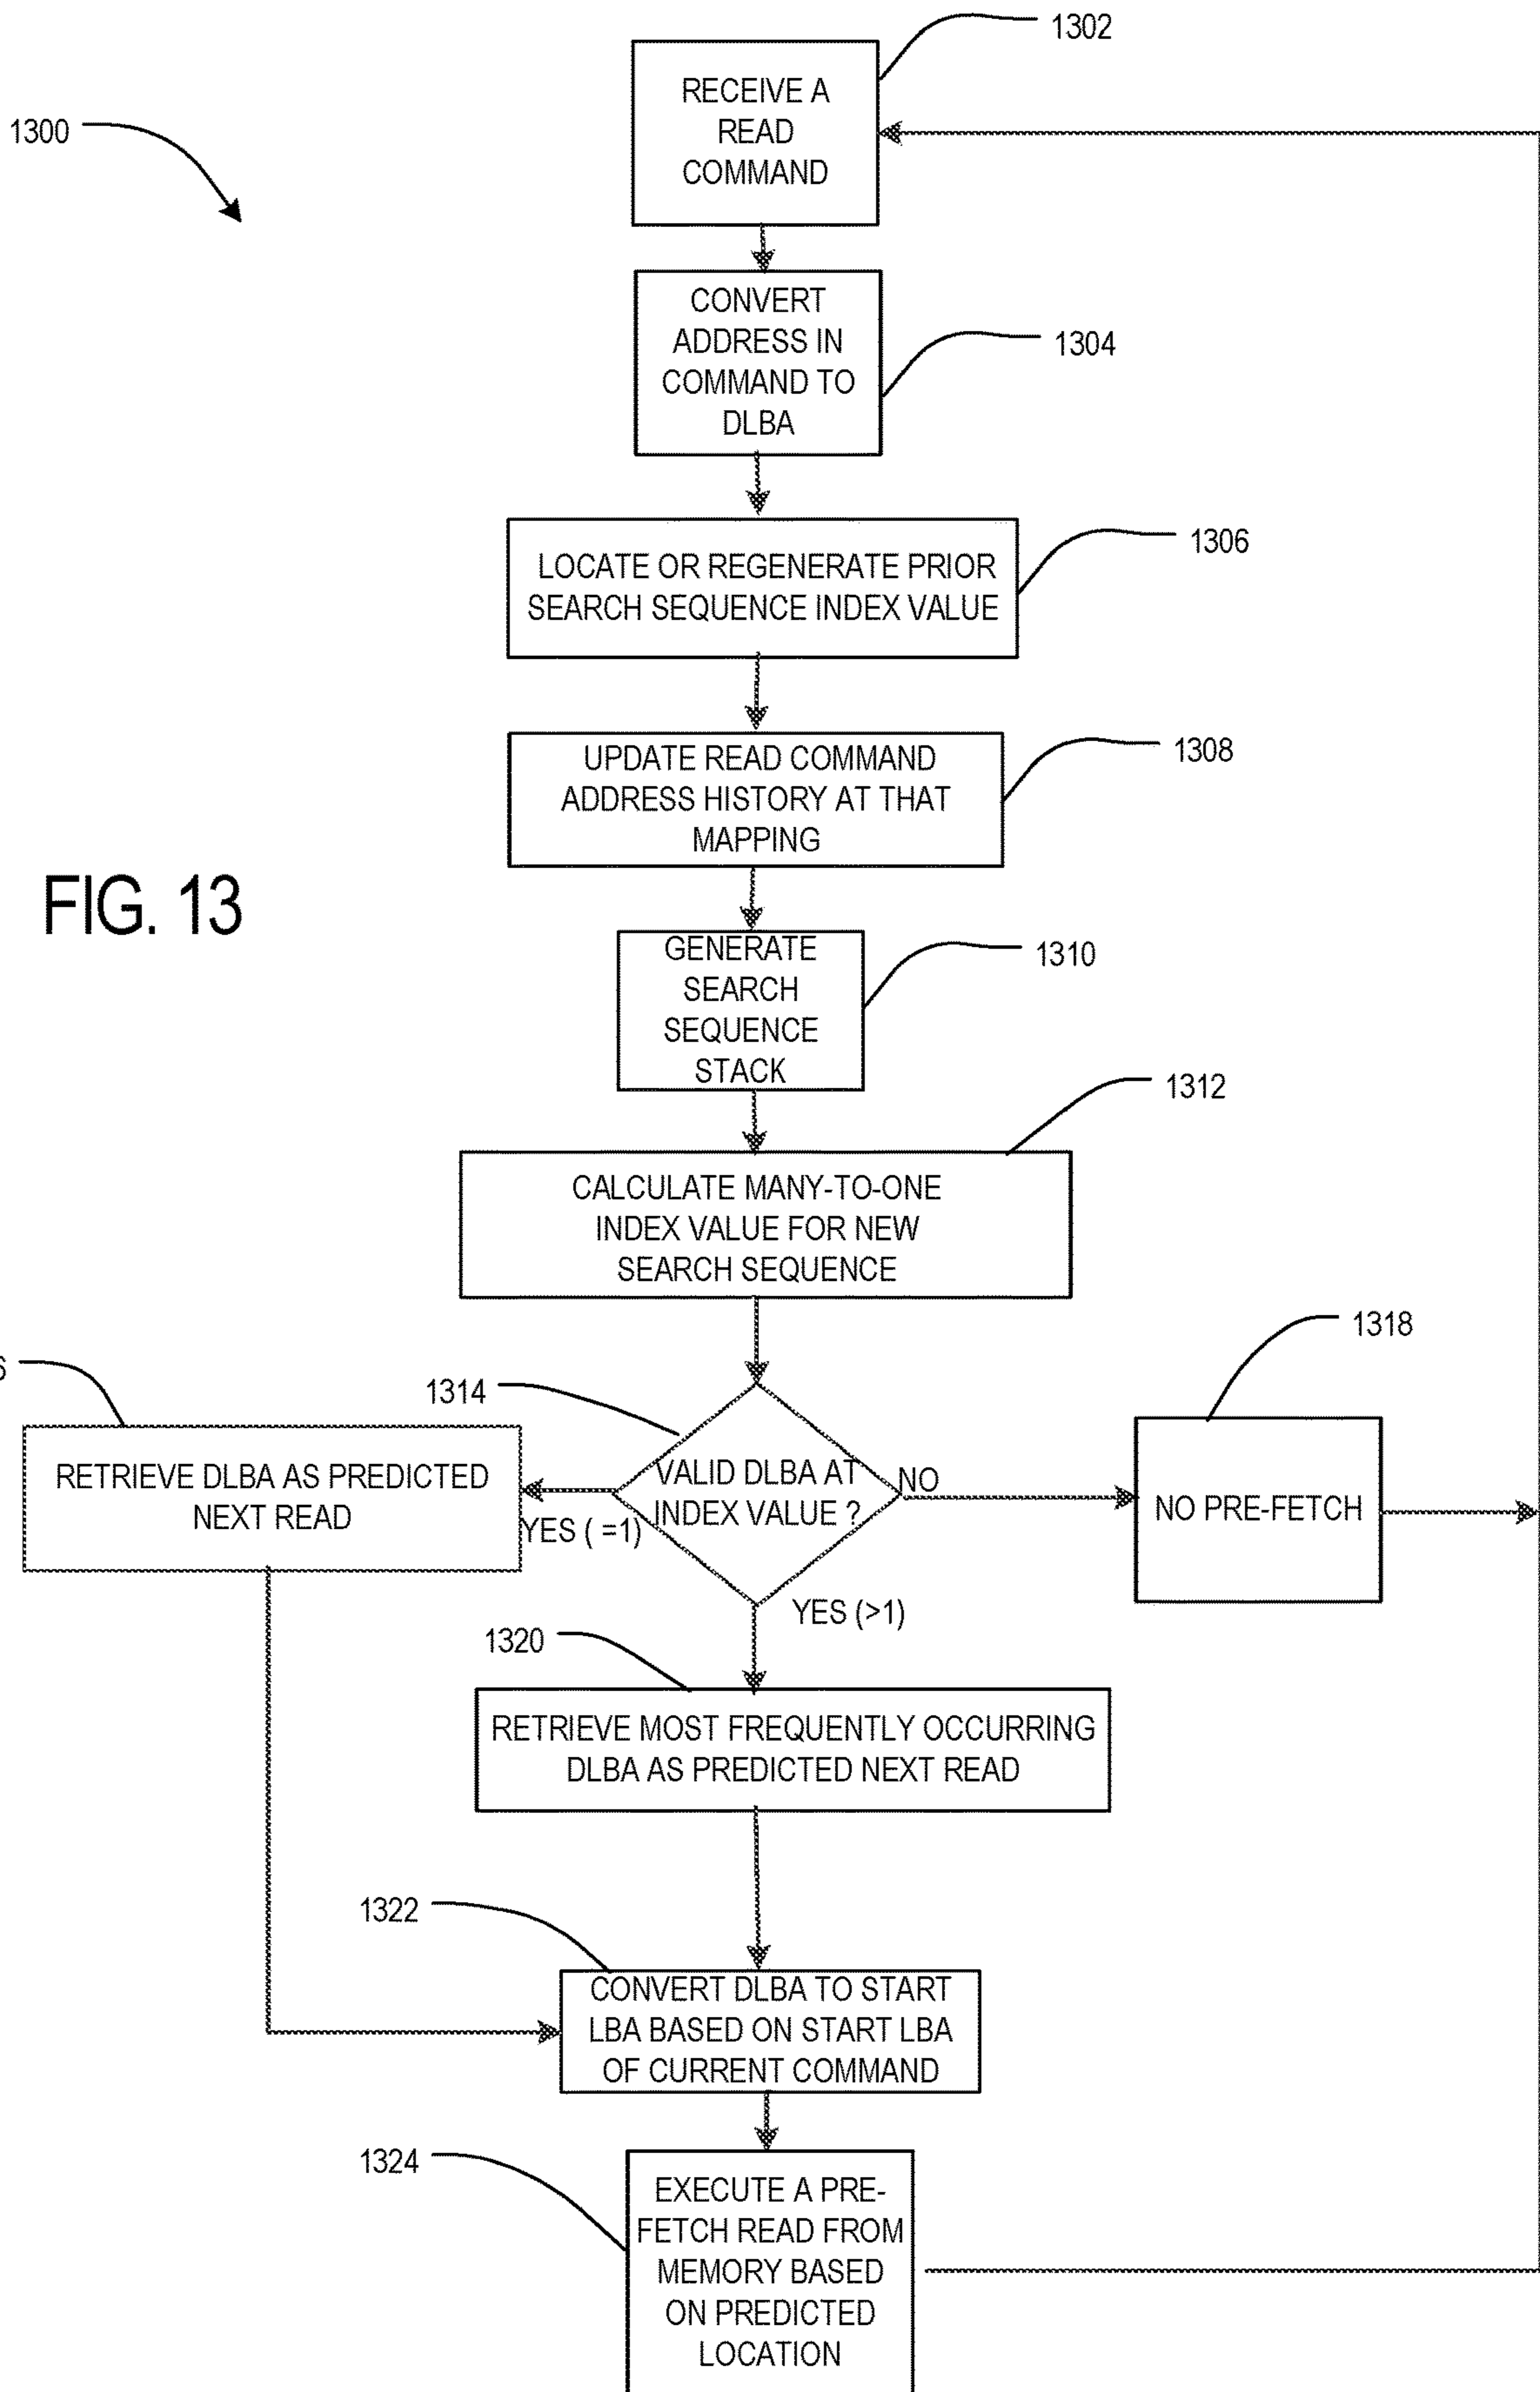 1302
RECEIVE A
READ
COMMAND
1300
CONVERT
ADDRESS IN
COMMAND TO
DLBA
1304
LOCATE OR REGENERATE PRIOR
SEARCH SEQUENCE INDEX VALUE
1306
UPDATE READ COMMAND
ADDRESS HISTORY AT THAT
MAPPING
1308
FIG. 13
GENERATE
SEARCH
SEQUENCE
STACK
1310
1312
CALCULATE MANY-TO-ONE
INDEX VALUE FOR NEW
SEARCH SEQUENCE
1318
6
1314
RETRIEVE DLBA AS PREDICTED
NEXT READ
YES ( =1)
VALID DLBA AT
INDEX VALUE ?
NO
NO PRE-FETCH
YES (>1)
1320
RETRIEVE MOST FREQUENTLY OCCURRING
DLBA AS PREDICTED NEXT READ
1322
CONVERT DLBA TO START
LBA BASED ON START LBA
OF CURRENT COMMAND
1324
EXECUTE A PRE-
FETCH READ FROM
MEMORY BASED
ON PREDICTED
LOCATION